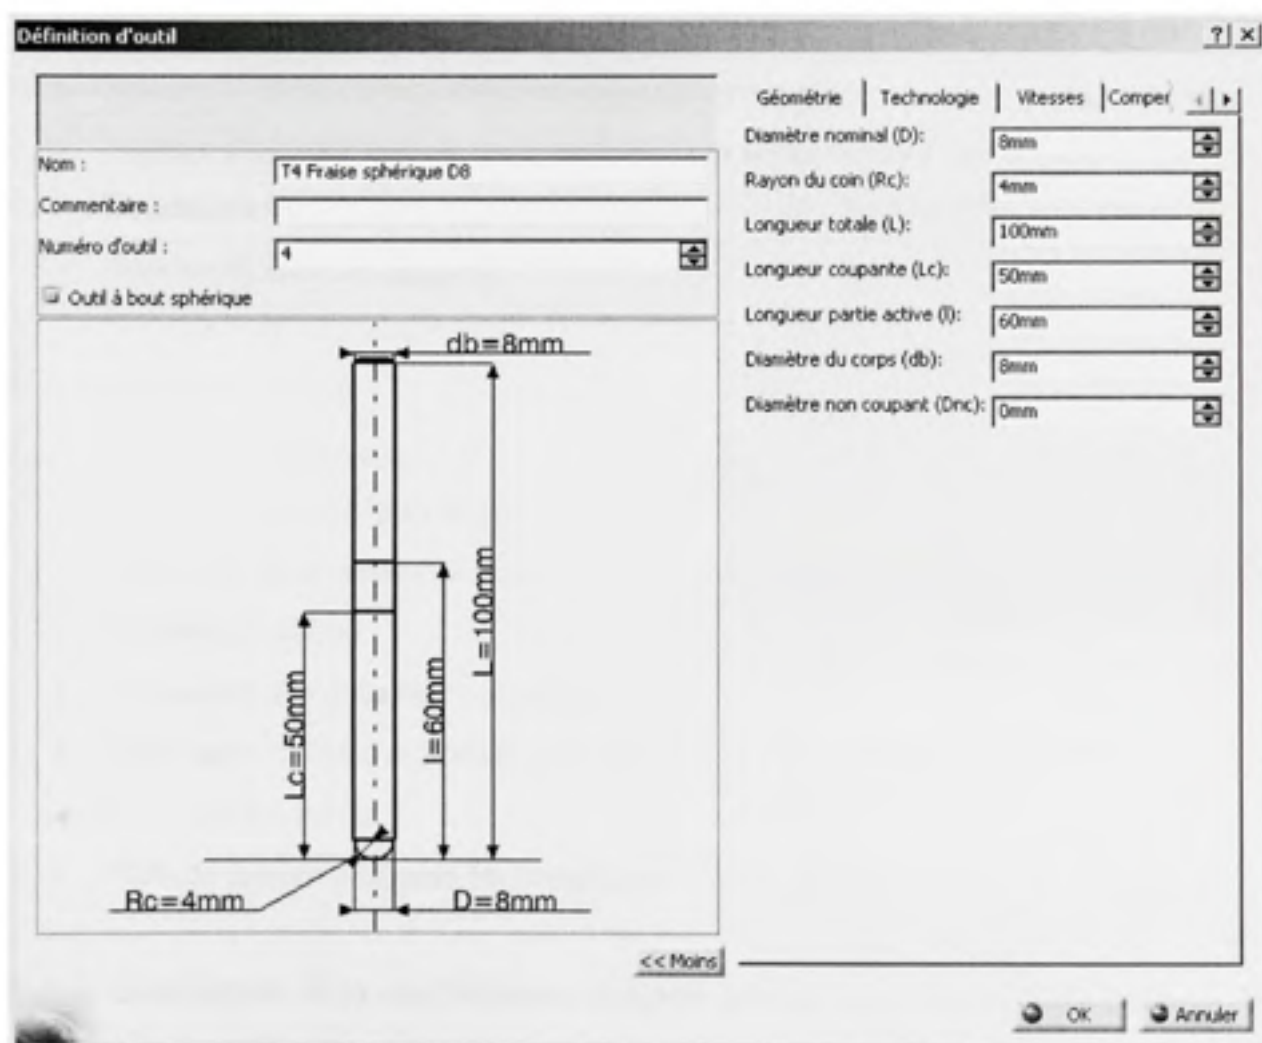 Définition d'outil
? ×
Nom :
T4 Fraise sphérique D8
Commentaire :
Numéro d'outil :
4
Outil à bout sphérique
db=8mm
L=100mm
l=60mm
Lc=50mm
Rc=4mm
D=8mm
<< Moins
Géométrie
Technologie
Vitesses
Comper
Diamètre nominal (D):
8mm
Rayon du coin (Rc):
4mm
Longueur totale (L):
100mm
Longueur coupante (Lc):
50mm
Longueur partie active (l):
60mm
Diamètre du corps (db):
8mm
Diamètre non coupant (Dnc):
0mm
OK
Annuler